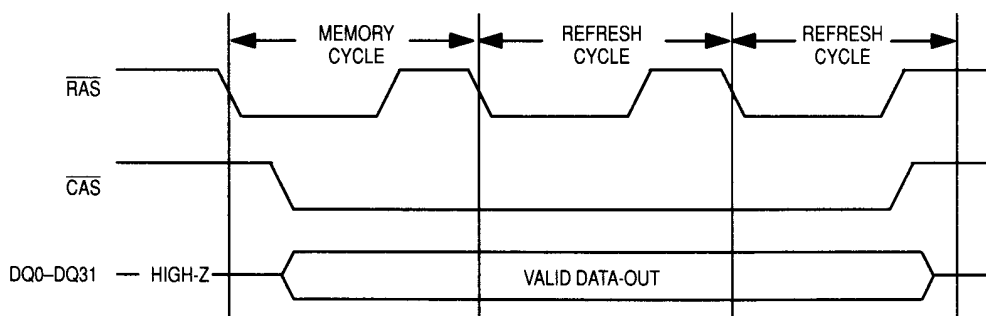 MEMORY CYCLE
REFRESH CYCLE
REFRESH CYCLE
RAS
CAS
DQ0–DQ31
HIGH-Z
VALID DATA-OUT